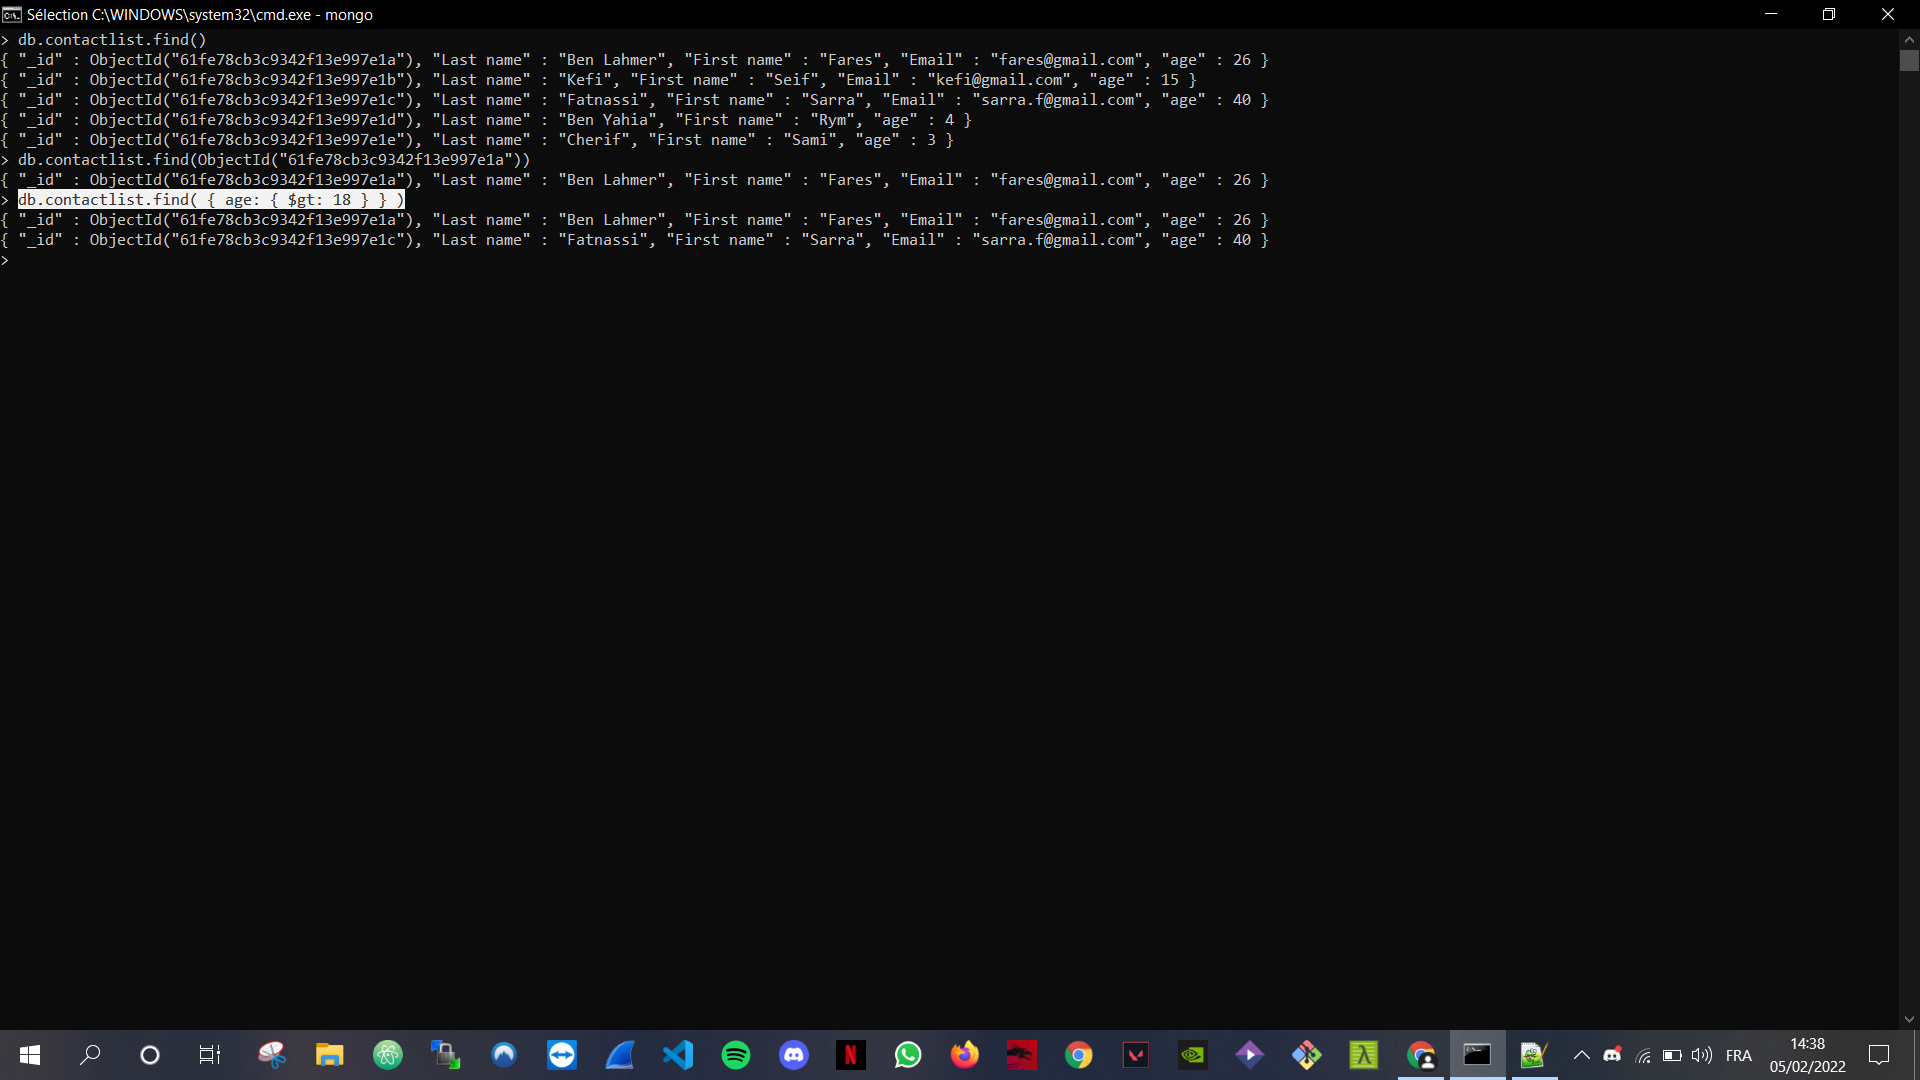 Sélection C:\WINDOWS\system32\cmd.exe - mongo
> db.contactlist.find()
{ "_id" : ObjectId("61fe78cb3c9342f13e997e1a"), "Last name" : "Ben Lahmer", "First name" : "Fares", "Email" : "fares@gmail.com", "age" : 26 }
{ "_id" : ObjectId("61fe78cb3c9342f13e997e1b"), "Last name" : "Kefi", "First name" : "Seif", "Email" : "kefi@gmail.com", "age" : 15 }
{ "_id" : ObjectId("61fe78cb3c9342f13e997e1c"), "Last name" : "Fatnassi", "First name" : "Sarra", "Email" : "sarra.f@gmail.com", "age" : 40 }
{ "_id" : ObjectId("61fe78cb3c9342f13e997e1d"), "Last name" : "Ben Yahia", "First name" : "Rym", "age" : 4 }
{ "_id" : ObjectId("61fe78cb3c9342f13e997e1e"), "Last name" : "Cherif", "First name" : "Sami", "age" : 3 }
> db.contactlist.find(ObjectId("61fe78cb3c9342f13e997e1a"))
{ "_id" : ObjectId("61fe78cb3c9342f13e997e1a"), "Last name" : "Ben Lahmer", "First name" : "Fares", "Email" : "fares@gmail.com", "age" : 26 }
> db.contactlist.find( { age: { $gt: 18 } } )
{ "_id" : ObjectId("61fe78cb3c9342f13e997e1a"), "Last name" : "Ben Lahmer", "First name" : "Fares", "Email" : "fares@gmail.com", "age" : 26 }
{ "_id" : ObjectId("61fe78cb3c9342f13e997e1c"), "Last name" : "Fatnassi", "First name" : "Sarra", "Email" : "sarra.f@gmail.com", "age" : 40 }
>
FRA
14:38
05/02/2022